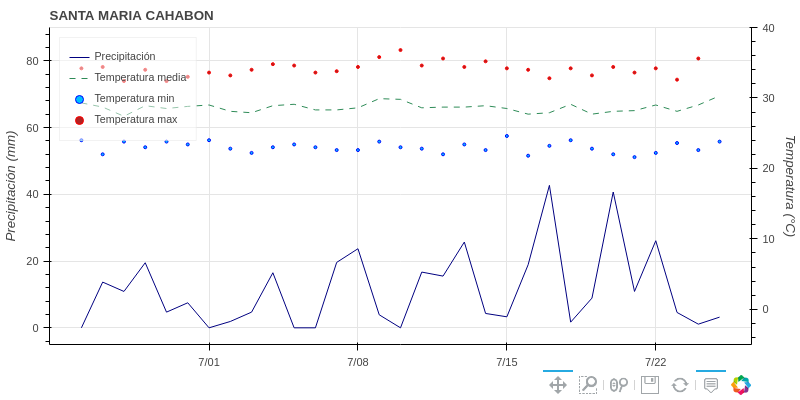 SANTA MARIA CAHABON
Precipitación
Temperatura media
Temperatura min
Temperatura max
Precipitación (mm)
80
60
40
20
0
Temperatura (°C)
40
30
20
10
0
7/01
7/08
7/15
7/22